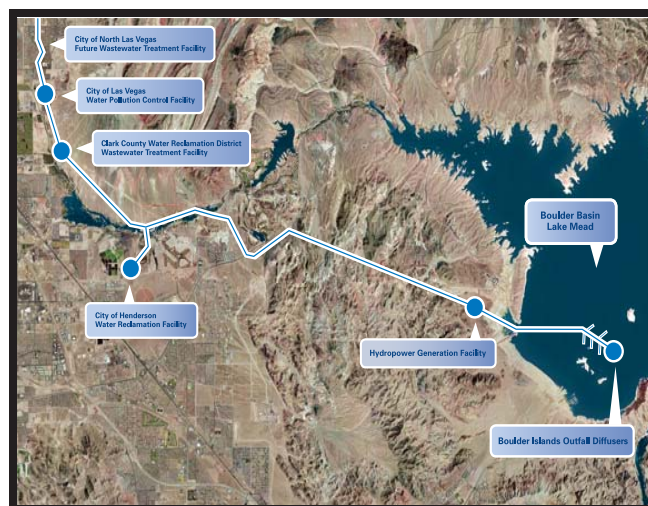 City of North Las Vegas
Future Wastewater Treatment Facility
City of Las Vegas
Water Pollution Control Facility
Clark County Water Reclamation District
Wastewater Treatment Facility
Boulder Basin
Lake Mead
City of Henderson
Water Reclamation Facility
Hydropower Generation Facility
Boulder Islands Outfall Diffusers